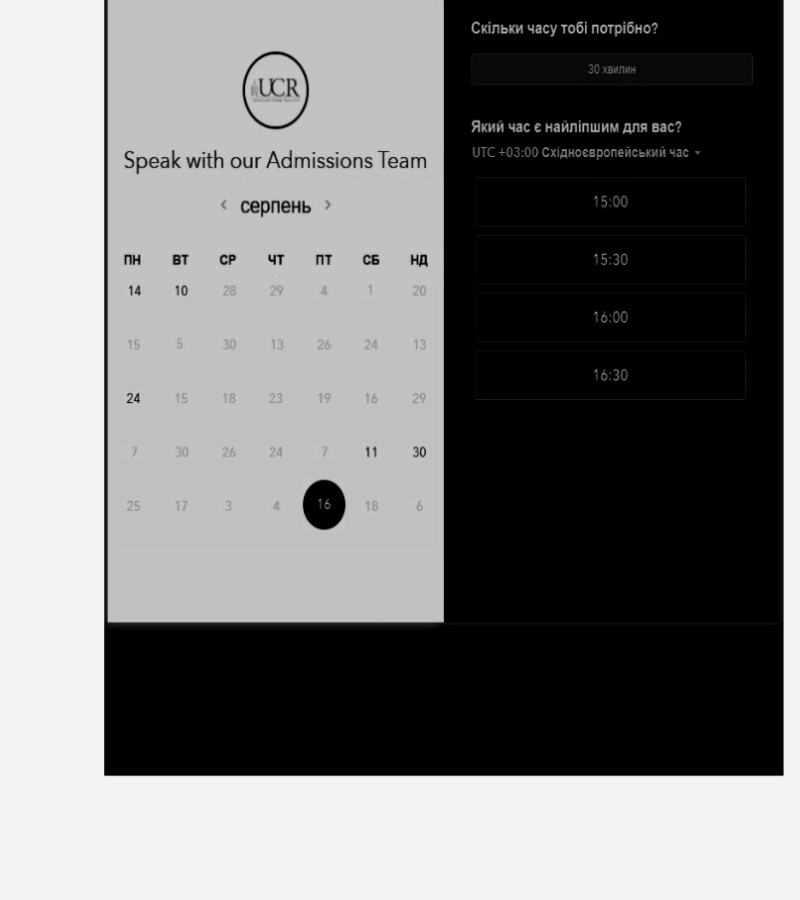 UCR
Speak with our Admissions Team
серпень
ПН ВТ СР ЧТ ПТ СБ НД
14 10 28 29 4 1 20
15 5 30 13 26 24 13
24 15 18 23 19 16 29
7 30 26 24 7 11 30
25 17 3 4 16 18 6
Скільки часу тобі потрібно?
30 хвилин
Який час є найліпшим для вас?
UTC +03:00 Східноєвропейський час
15:00
15:30
16:00
16:30